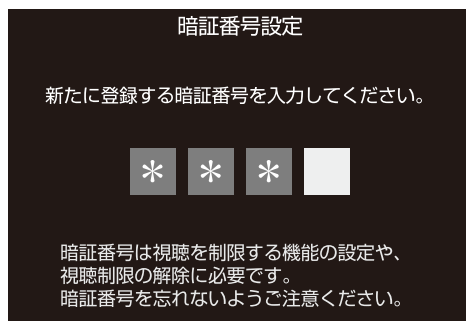 暗証番号設定
新たに登録する暗証番号を入力してください。
＊ ＊ ＊
暗証番号は視聴を制限する機能の設定や、
視聴制限の解除に必要です。
暗証番号を忘れないようご注意ください。